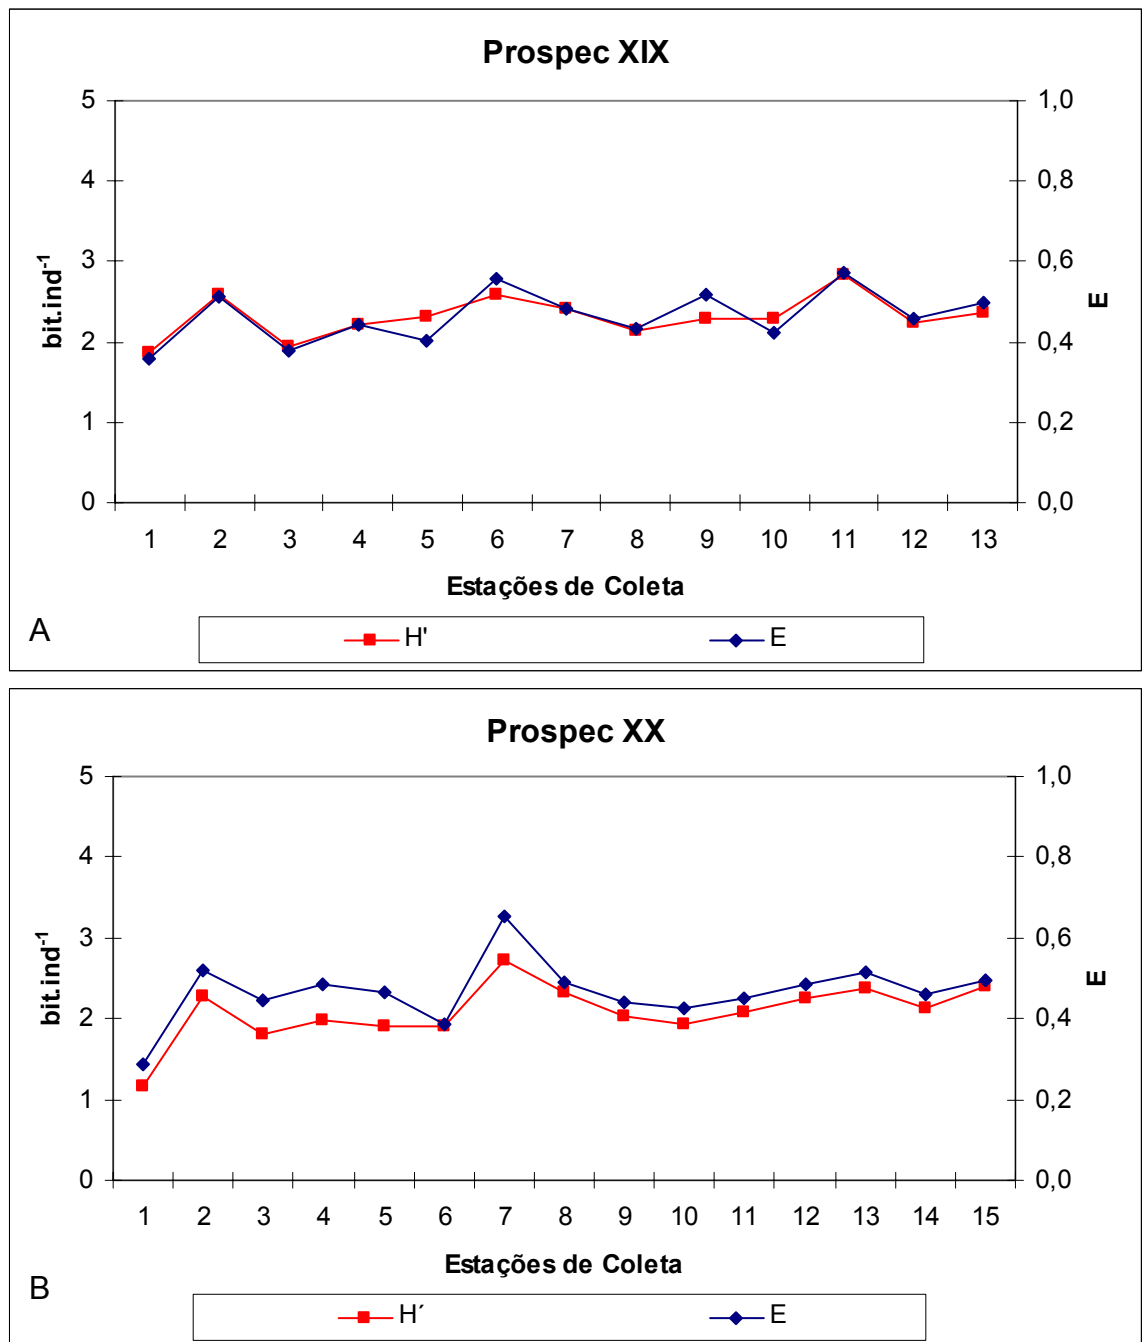 Prospec XIX
5
4
3
2
1
0
bit.ind-1
1,0
0,8
0,6
0,4
0,2
0,0
E
1 2 3 4 5 6 7 8 9 10 11 12 13
Estações de Coleta
A
H' E
Prospec XX
5
4
3
2
1
0
bit.ind-1
1,0
0,8
0,6
0,4
0,2
0,0
E
1 2 3 4 5 6 7 8 9 10 11 12 13 14 15
Estações de Coleta
B
H´ E